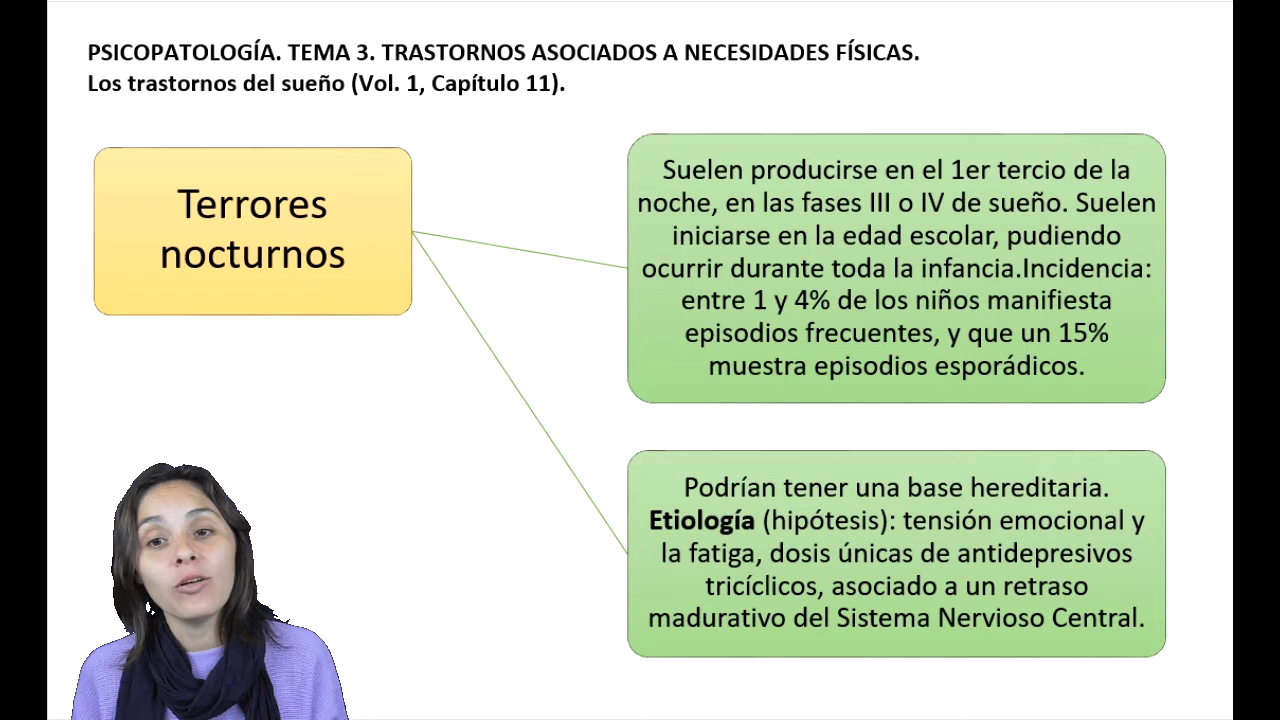 PSICOPATOLOGÍA. TEMA 3. TRASTORNOS ASOCIADOS A NECESIDADES FÍSICAS.
Los trastornos del sueño (Vol. 1, Capítulo 11).
Terrores
nocturnos
Suelen producirse en el 1er tercio de la
noche, en las fases III o IV de sueño. Suelen
iniciarse en la edad escolar, pudiendo
ocurrir durante toda la infancia.Incidencia:
entre 1 y 4% de los niños manifiesta
episodios frecuentes, y que un 15%
muestra episodios esporádicos.
Podrían tener una base hereditaria.
Etiología (hipótesis): tensión emocional y
la fatiga, dosis únicas de antidepresivos
tricíclicos, asociado a un retraso
madurativo del Sistema Nervioso Central.